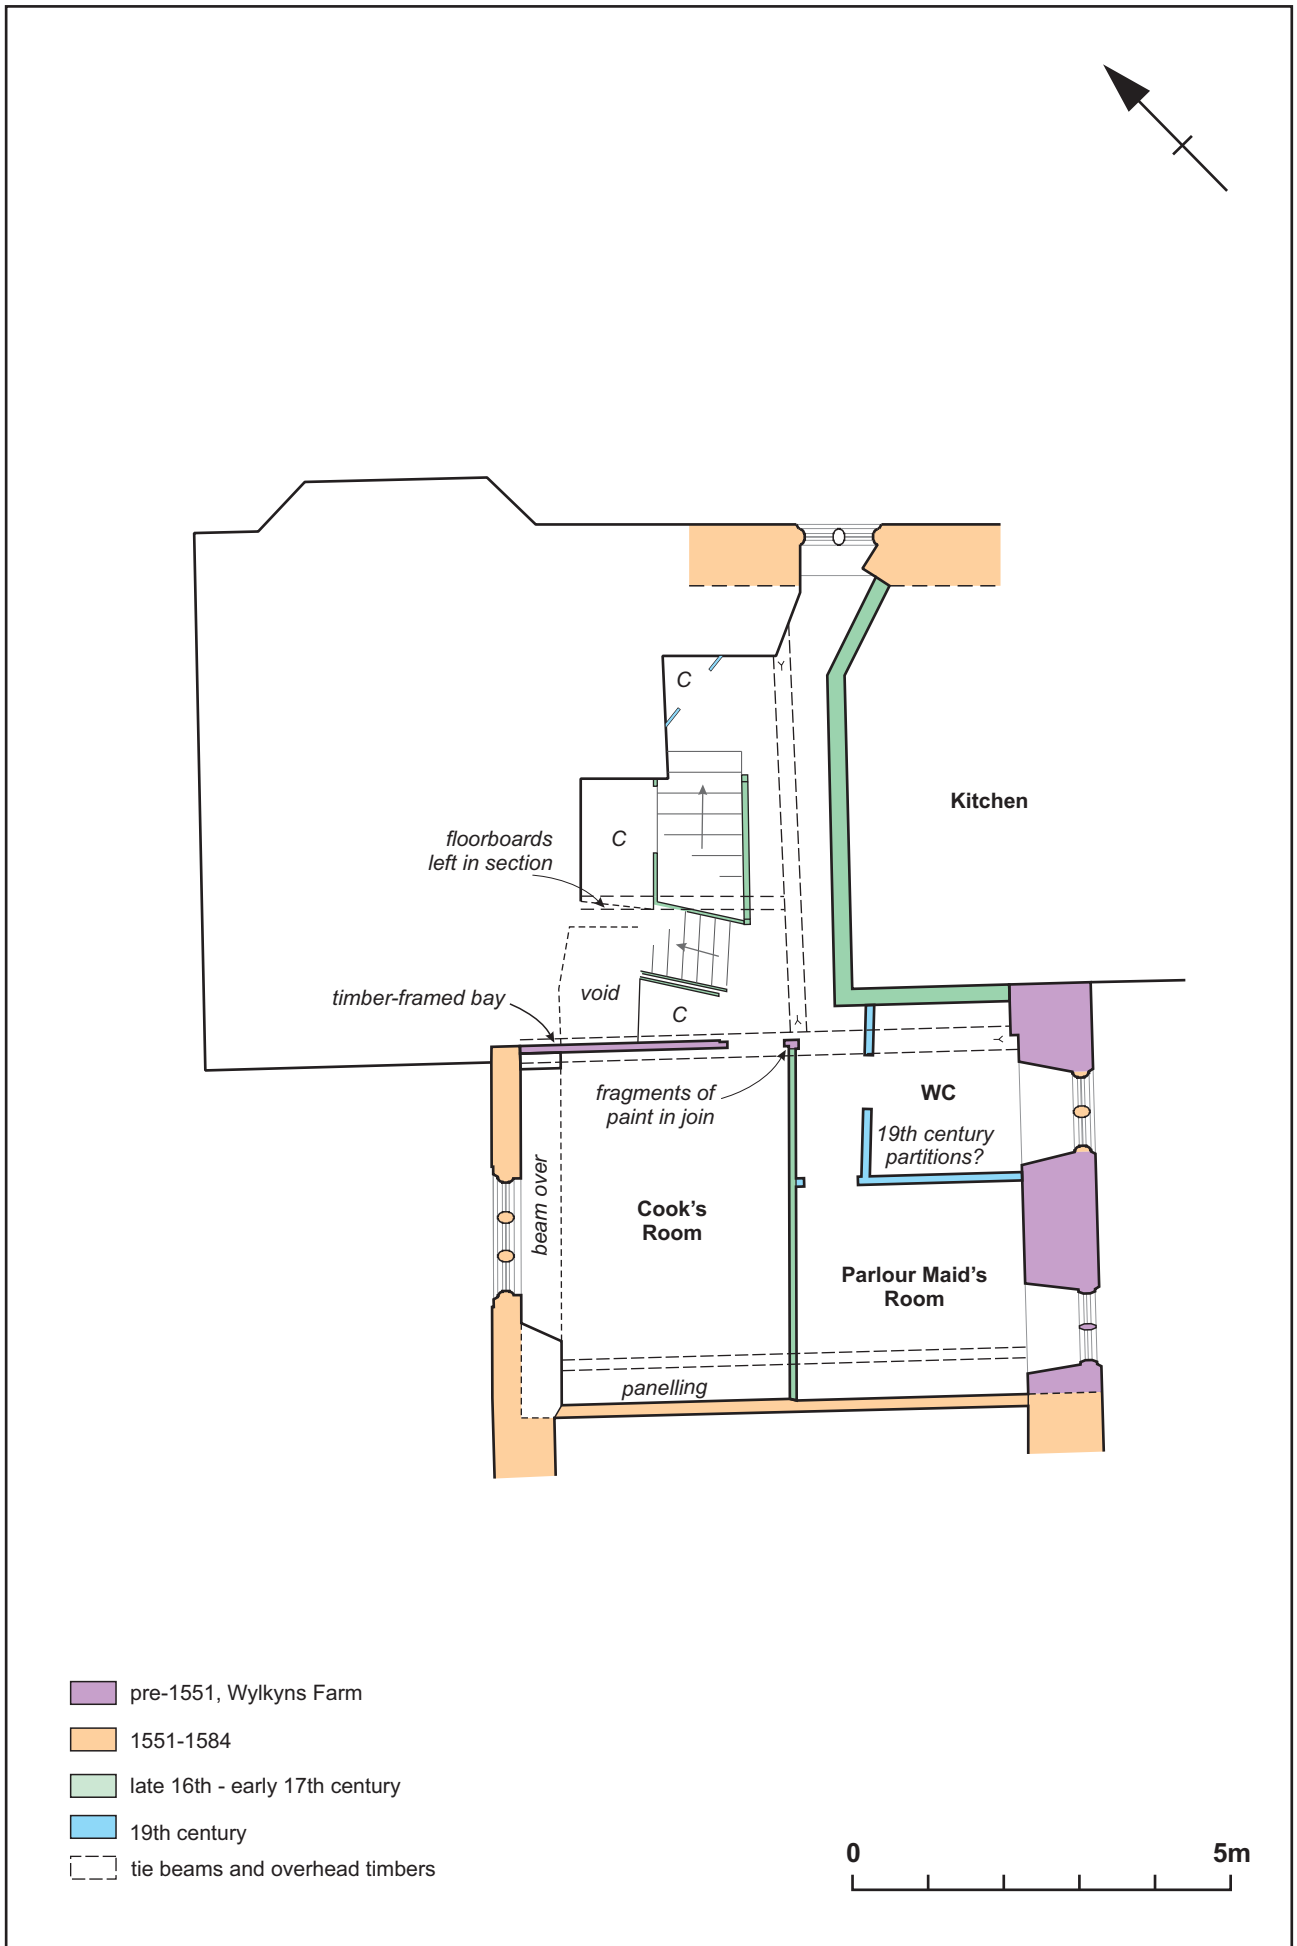 C
Kitchen
floorboards
left in section
C
timber-framed bay
void
C
fragments of
paint in join
WC
19th century
partitions?
beam over
Cook's
Room
Parlour Maid's
Room
panelling
pre-1551, Wylkyns Farm
1551-1584
late 16th - early 17th century
19th century
tie beams and overhead timbers
0 5m